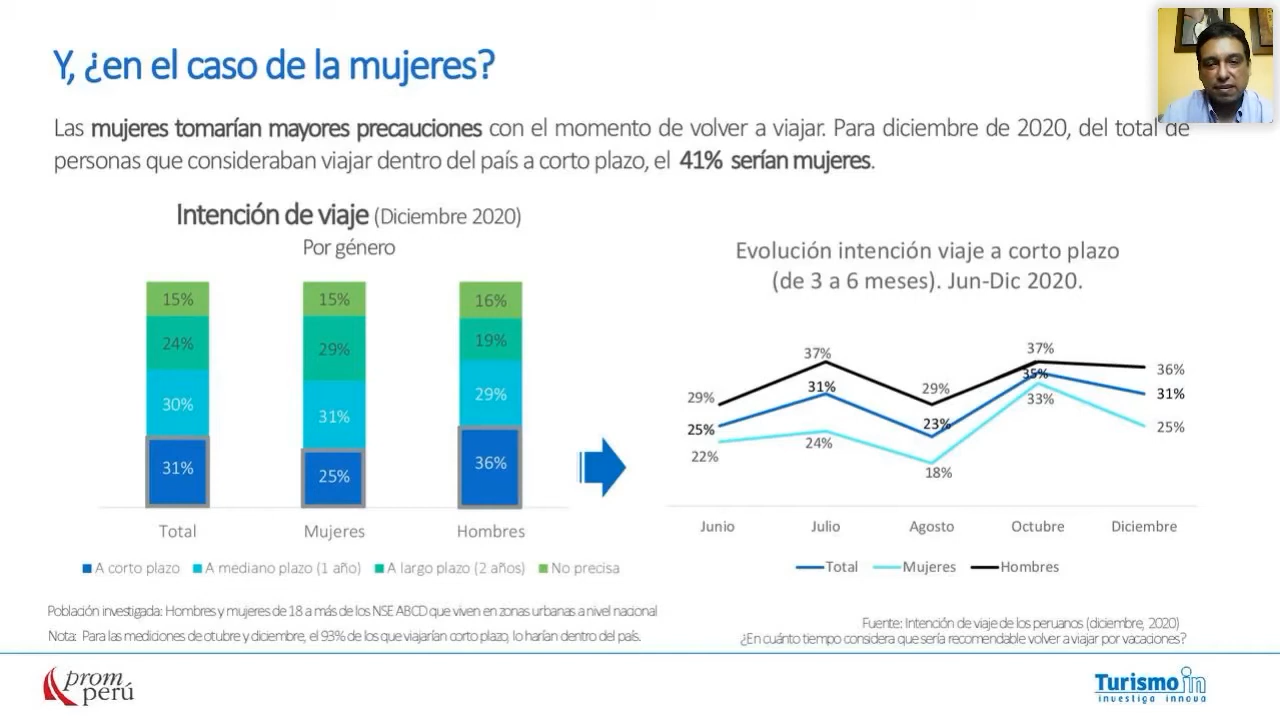 Y, ¿en el caso de la mujeres?
Las mujeres tomarían mayores precauciones con el momento de volver a viajar. Para diciembre de 2020, del total de
personas que consideraban viajar dentro del país a corto plazo, el 41% serían mujeres.
Intención de viaje (Diciembre 2020)
Por género
15% 15% 16%
24% 29% 19%
30% 31% 29%
31% 25% 36%
Total Mujeres Hombres
A corto plazo A mediano plazo (1 año) A largo plazo (2 años) No precisa
Evolución intención viaje a corto plazo
(de 3 a 6 meses). Jun-Dic 2020.
29% 37% 29% 37% 36%
25% 31% 23% 35% 31%
22% 24% 18% 33% 25%
Junio Julio Agosto Octubre Diciembre
Total Mujeres Hombres
Población investigada: Hombres y mujeres de 18 a más de los NSE ABCD que viven en zonas urbanas a nivel nacional
Nota: Para las mediciones de otubre y diciembre, el 93% de los que viajarían corto plazo, lo harían dentro del país.
Fuente: Intención de viaje de los peruanos (diciembre, 2020)
¿En cuánto tiempo considera que sería recomendable volver a viajar por vacaciones?
prom
perú
Turismo in
investiga innova